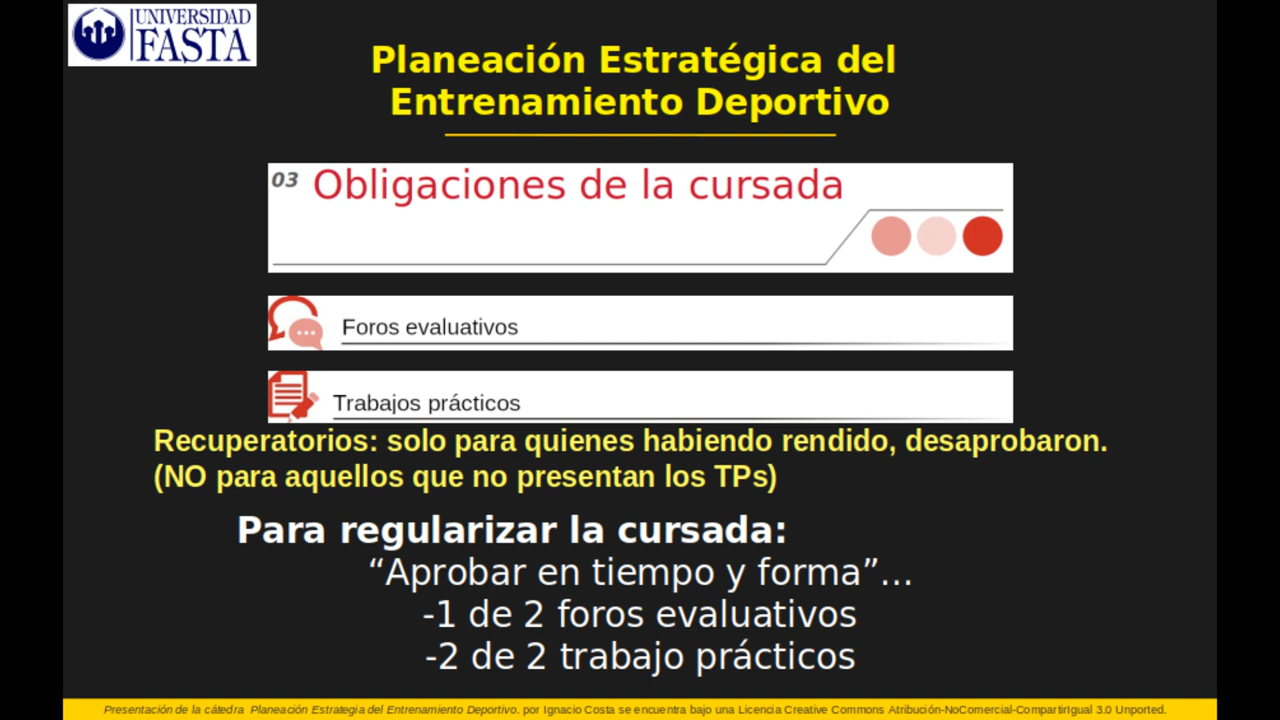 UNIVERSIDAD
FASTA
Planeación Estratégica del
Entrenamiento Deportivo
03 Obligaciones de la cursada
Foros evaluativos
Trabajos prácticos
Recuperatorios: solo para quienes habiendo rendido, desaprobaron.
(NO para aquellos que no presentan los TPs)
Para regularizar la cursada:
“Aprobar en tiempo y forma”...
-1 de 2 foros evaluativos
-2 de 2 trabajo prácticos
Presentación de la cátedra Planeación Estrategia del Entrenamiento Deportivo. por Ignacio Costa se encuentra bajo una Licencia Creative Commons Atribución-NoComercial-CompartirIgual 3.0 Unported.